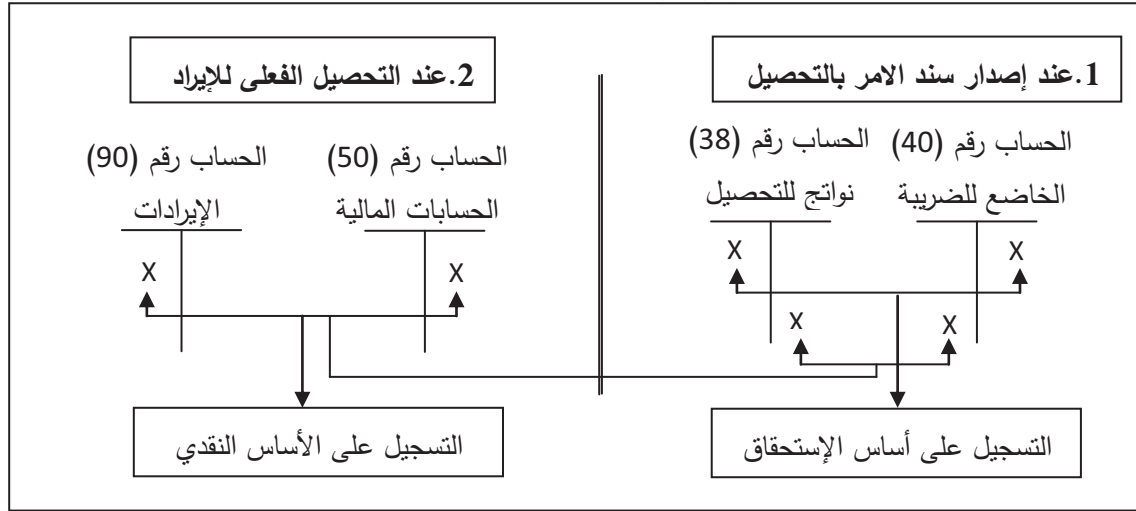 1.عند إصدار سند الامر بالتحصيل
الحساب رقم (40) الحساب رقم (38)
الخاضع للضريبة نواتج للتحصيل
X X
X X
التسجيل على أساس الإستحقاق
2.عند التحصيل الفعلى للإيراد
الحساب رقم (50) الحساب رقم (90)
الحسابات المالية الإيرادات
X X
التسجيل على الأساس النقدي